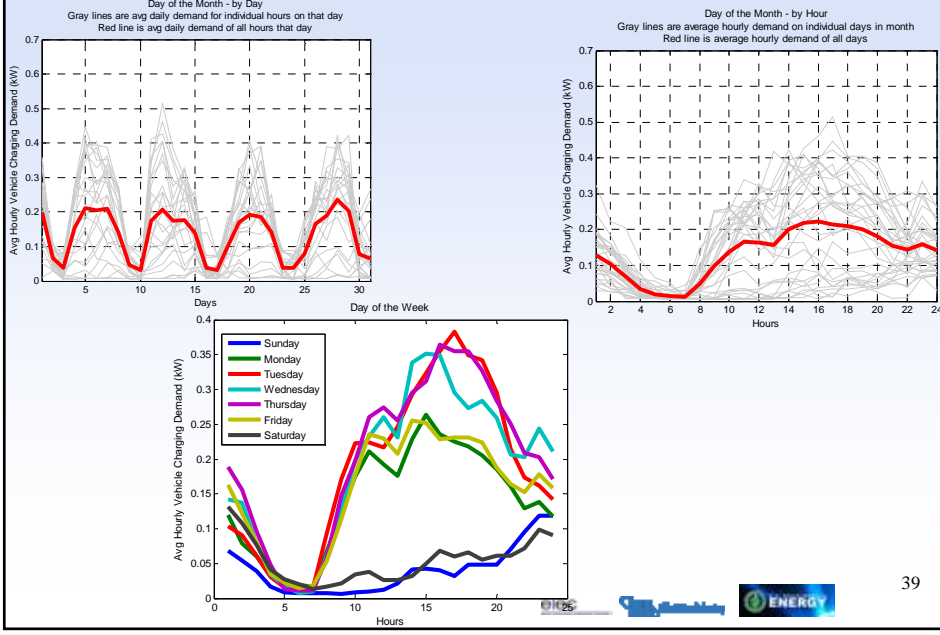 Day of the Month - by Day
Gray lines are avg daily demand for individual hours on that day
Red line is avg daily demand of all hours that day
Avg Hourly Vehicle Charging Demand (kW)
0.7
0.6
0.5
0.4
0.3
0.2
0.1
0
5
10
15
20
25
30
Days
Day of the Month - by Hour
Gray lines are average hourly demand on individual days in month
Red line is average hourly demand of all days
Avg Hourly Vehicle Charging Demand (kW)
0.7
0.6
0.5
0.4
0.3
0.2
0.1
0
2
4
6
8
10
12
14
16
18
20
22
24
Hours
Day of the Week
Avg Hourly Vehicle Charging Demand (kW)
0.4
0.35
0.3
0.25
0.2
0.15
0.1
0.05
0
Sunday
Monday
Tuesday
Wednesday
Thursday
Friday
Saturday
0
5
10
15
20
25
Hours
ENERGY
39